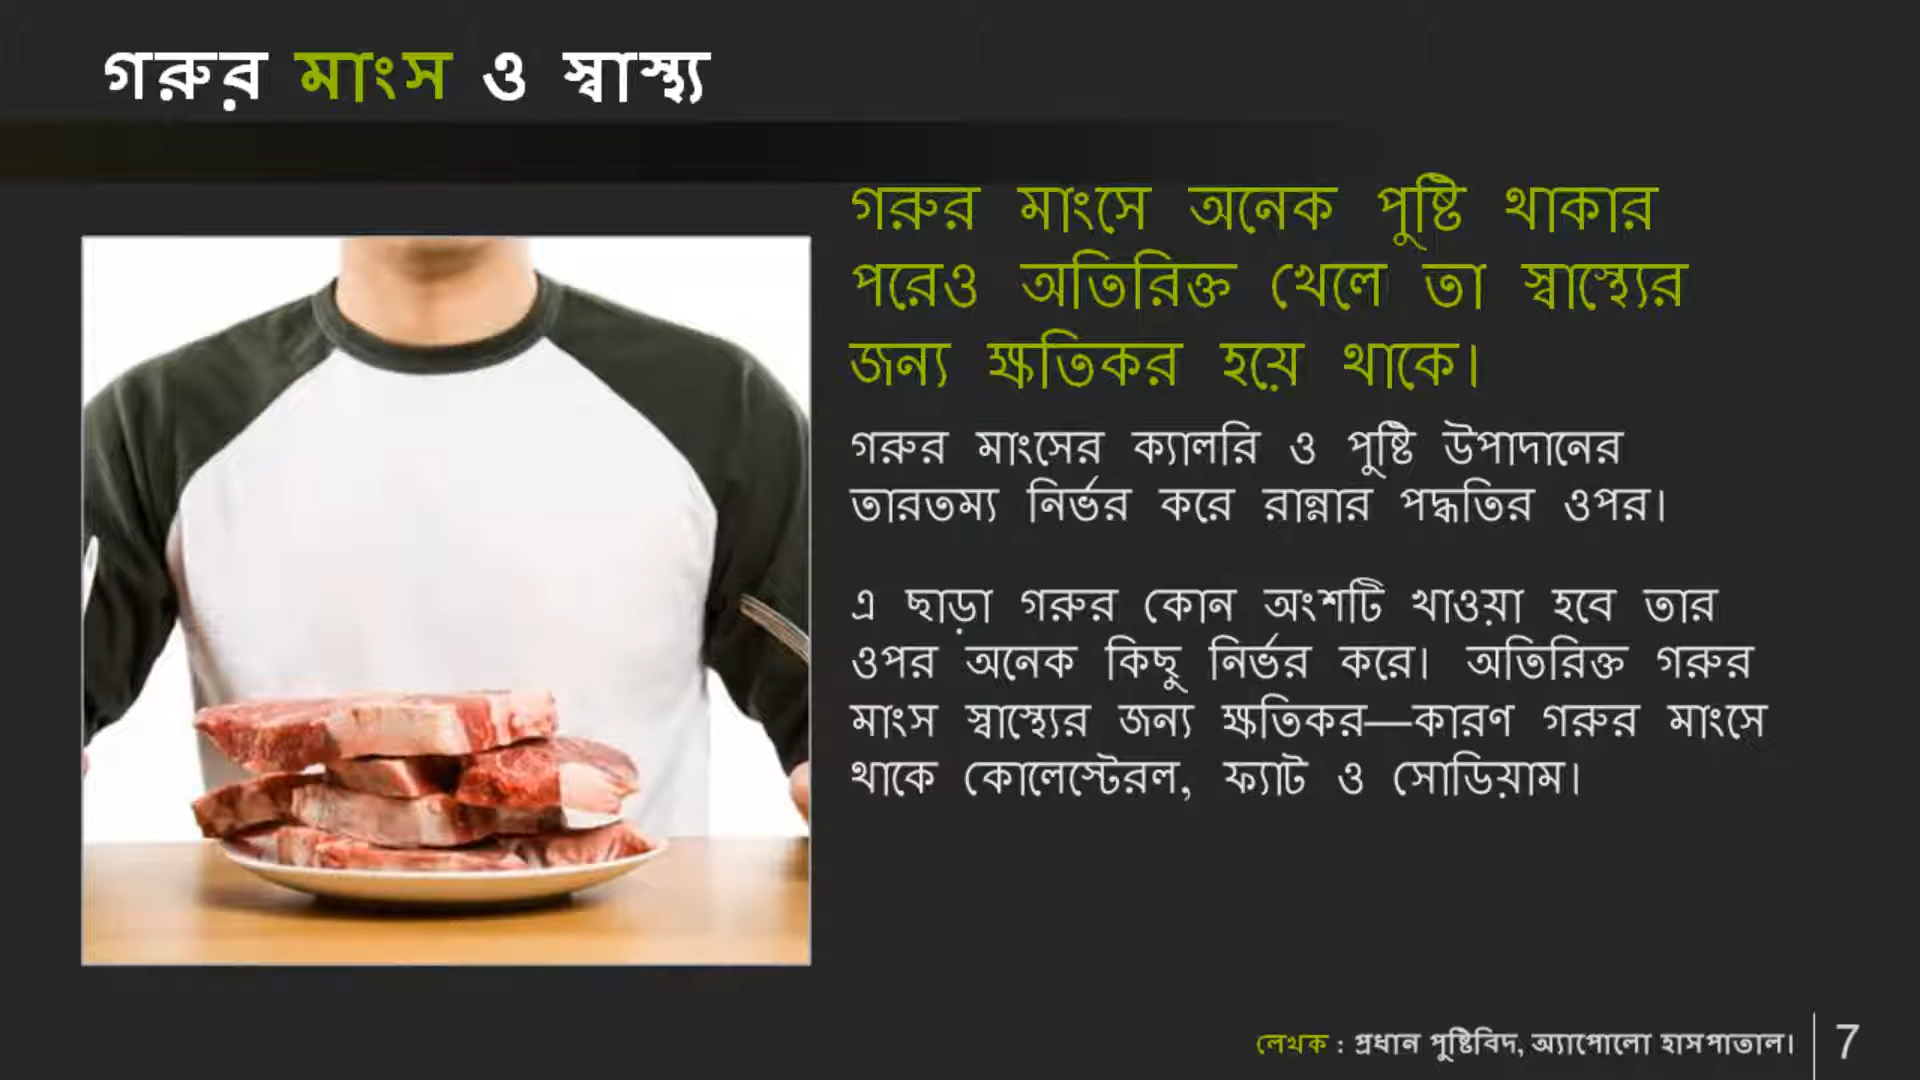 গরুর মাংস ও স্বাস্থ্য
গরুর মাংসে অনেক পুষ্টি থাকার
পরেও অতিরিক্ত খেলে তা স্বাস্থ্যের
জন্য ক্ষতিকর হয়ে থাকে।
গরুর মাংসের ক্যালরি ও পুষ্টি উপাদানের
তারতম্য নির্ভর করে রান্নার পদ্ধতির ওপর।
এ ছাড়া গরুর কোন অংশটি খাওয়া হবে তার
ওপর অনেক কিছু নির্ভর করে। অতিরিক্ত গরুর
মাংস স্বাস্থ্যের জন্য ক্ষতিকর—কারণ গরুর মাংসে
থাকে কোলেস্টেরল, ফ্যাট ও সোডিয়াম।
লেখক : প্রধান পুষ্টিবিদ, অ্যাপোলো হাসপাতাল।
7